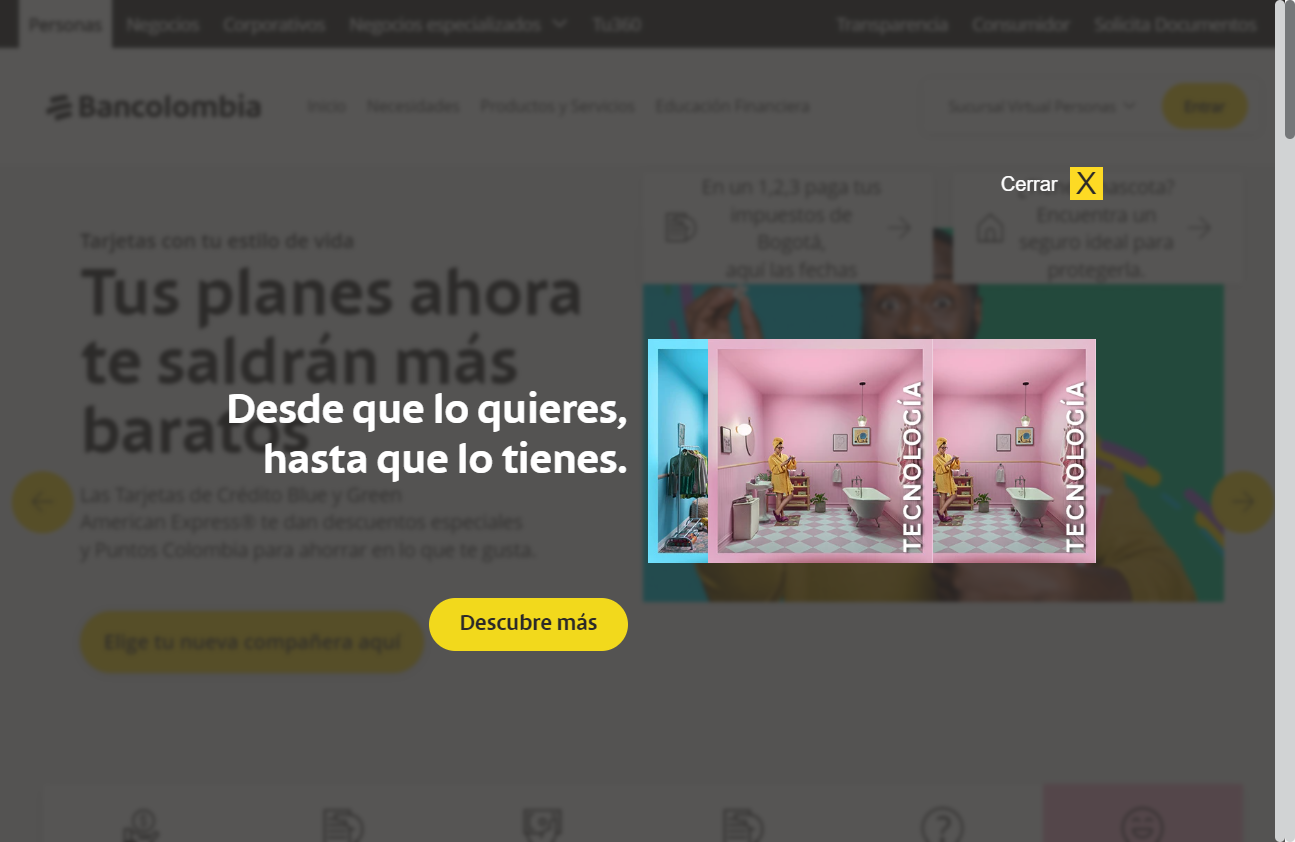 Personas Negocios Corporativos Negocios especializados Tu360 Transparencia Consumidor Solicita Documentos
Bancolombia Inicio Necesidades Productos y Servicios Educación Financiera Sucursal Virtual Personas Entrar
Cerrar X
En un 1,2,3 paga tus
impuestos de
Bogotá,
aquí las fechas
mascota?
Encuentra un
seguro ideal para
protegerla.
Tarjetas con tu estilo de vida
Tus planes ahora
te saldrán más
baratos
Desde que lo quieres,
hasta que lo tienes.
TECNOLOGÍA
TECNOLOGÍA
Las Tarjetas de Crédito Blue y Green
American Express® te dan descuentos especiales
y Puntos Colombia para ahorrar en lo que te gusta.
Descubre más
Elige tu nueva compañera aquí